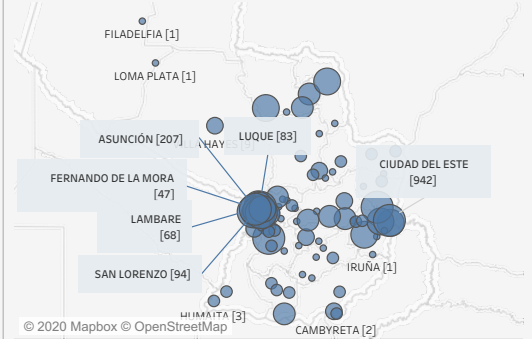 FILADELFIA [1]
LOMA PLATA [1]
ASUNCIÓN [207]
LUQUE [83]
FERNANDO DE LA MORA
[47]
CIUDAD DEL ESTE
[942]
LAMBARE
[68]
SAN LORENZO [94]
IRUÑA [1]
HUMAITA [3]
CAMBYRETA [2]
© 2020 Mapbox © OpenStreetMap